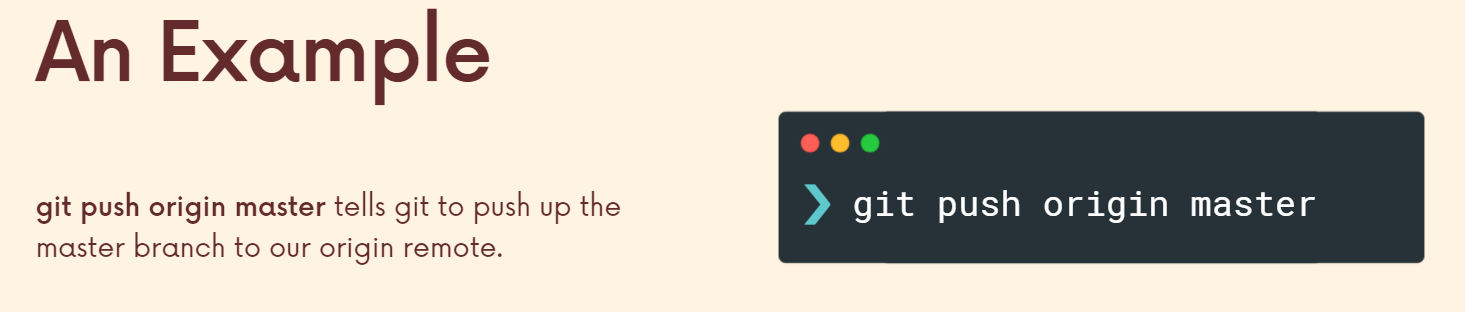 An Example
git push origin master tells git to push up the
master branch to our origin remote.
❯ git push origin master